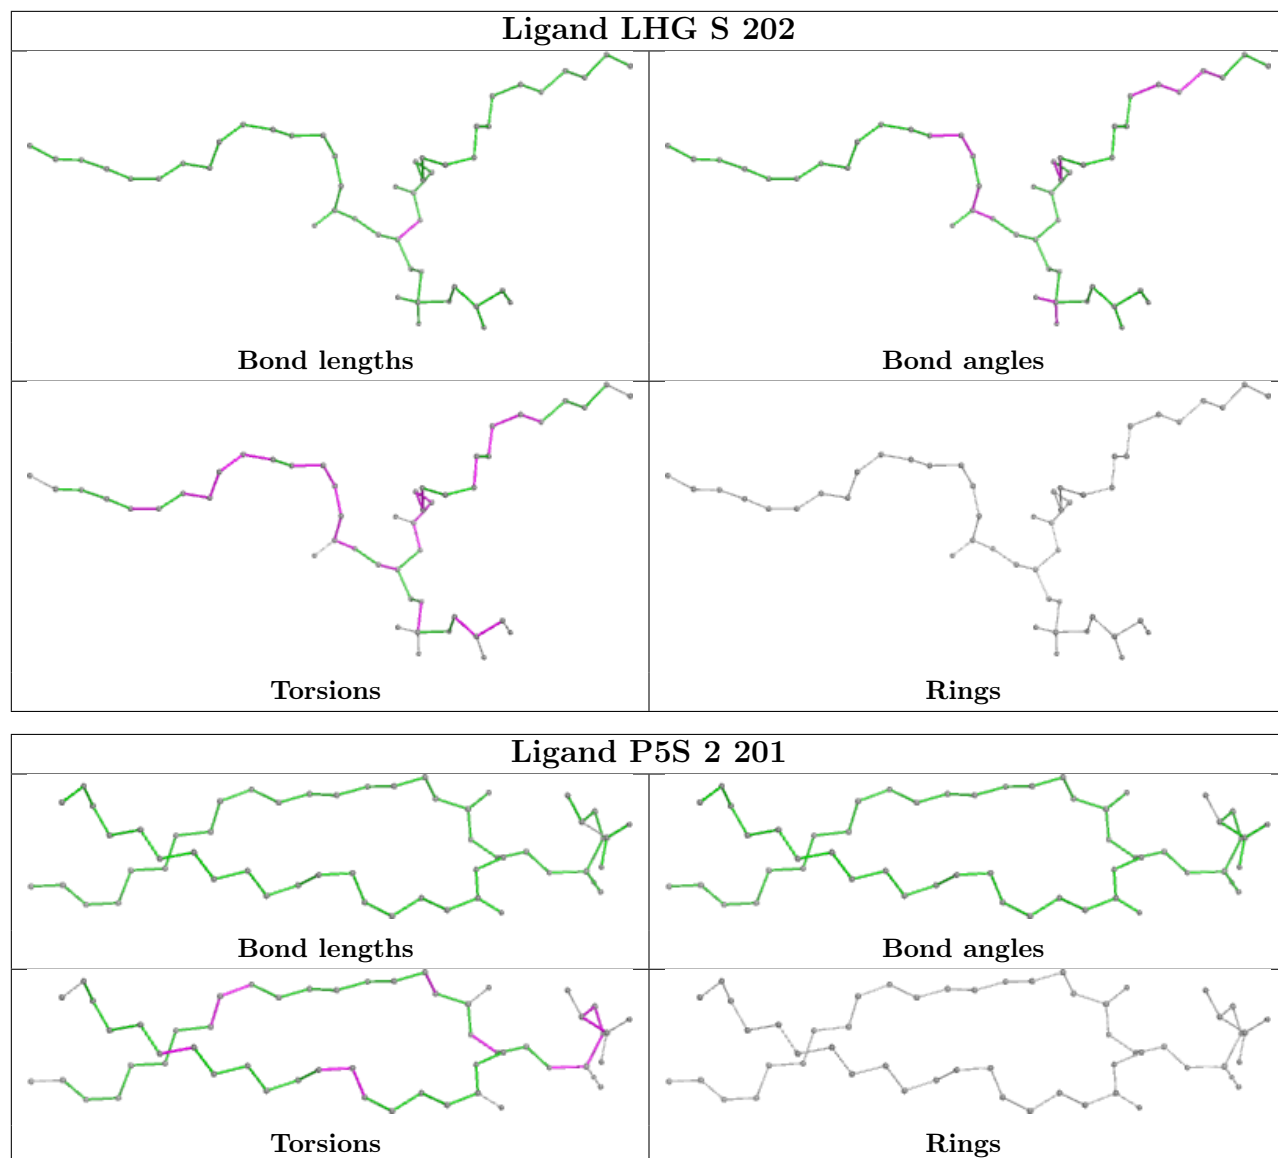 Ligand LHG S 202
Bond lengths
Bond angles
Torsions
Rings
Ligand P5S 2 201
Bond lengths
Bond angles
Torsions
Rings